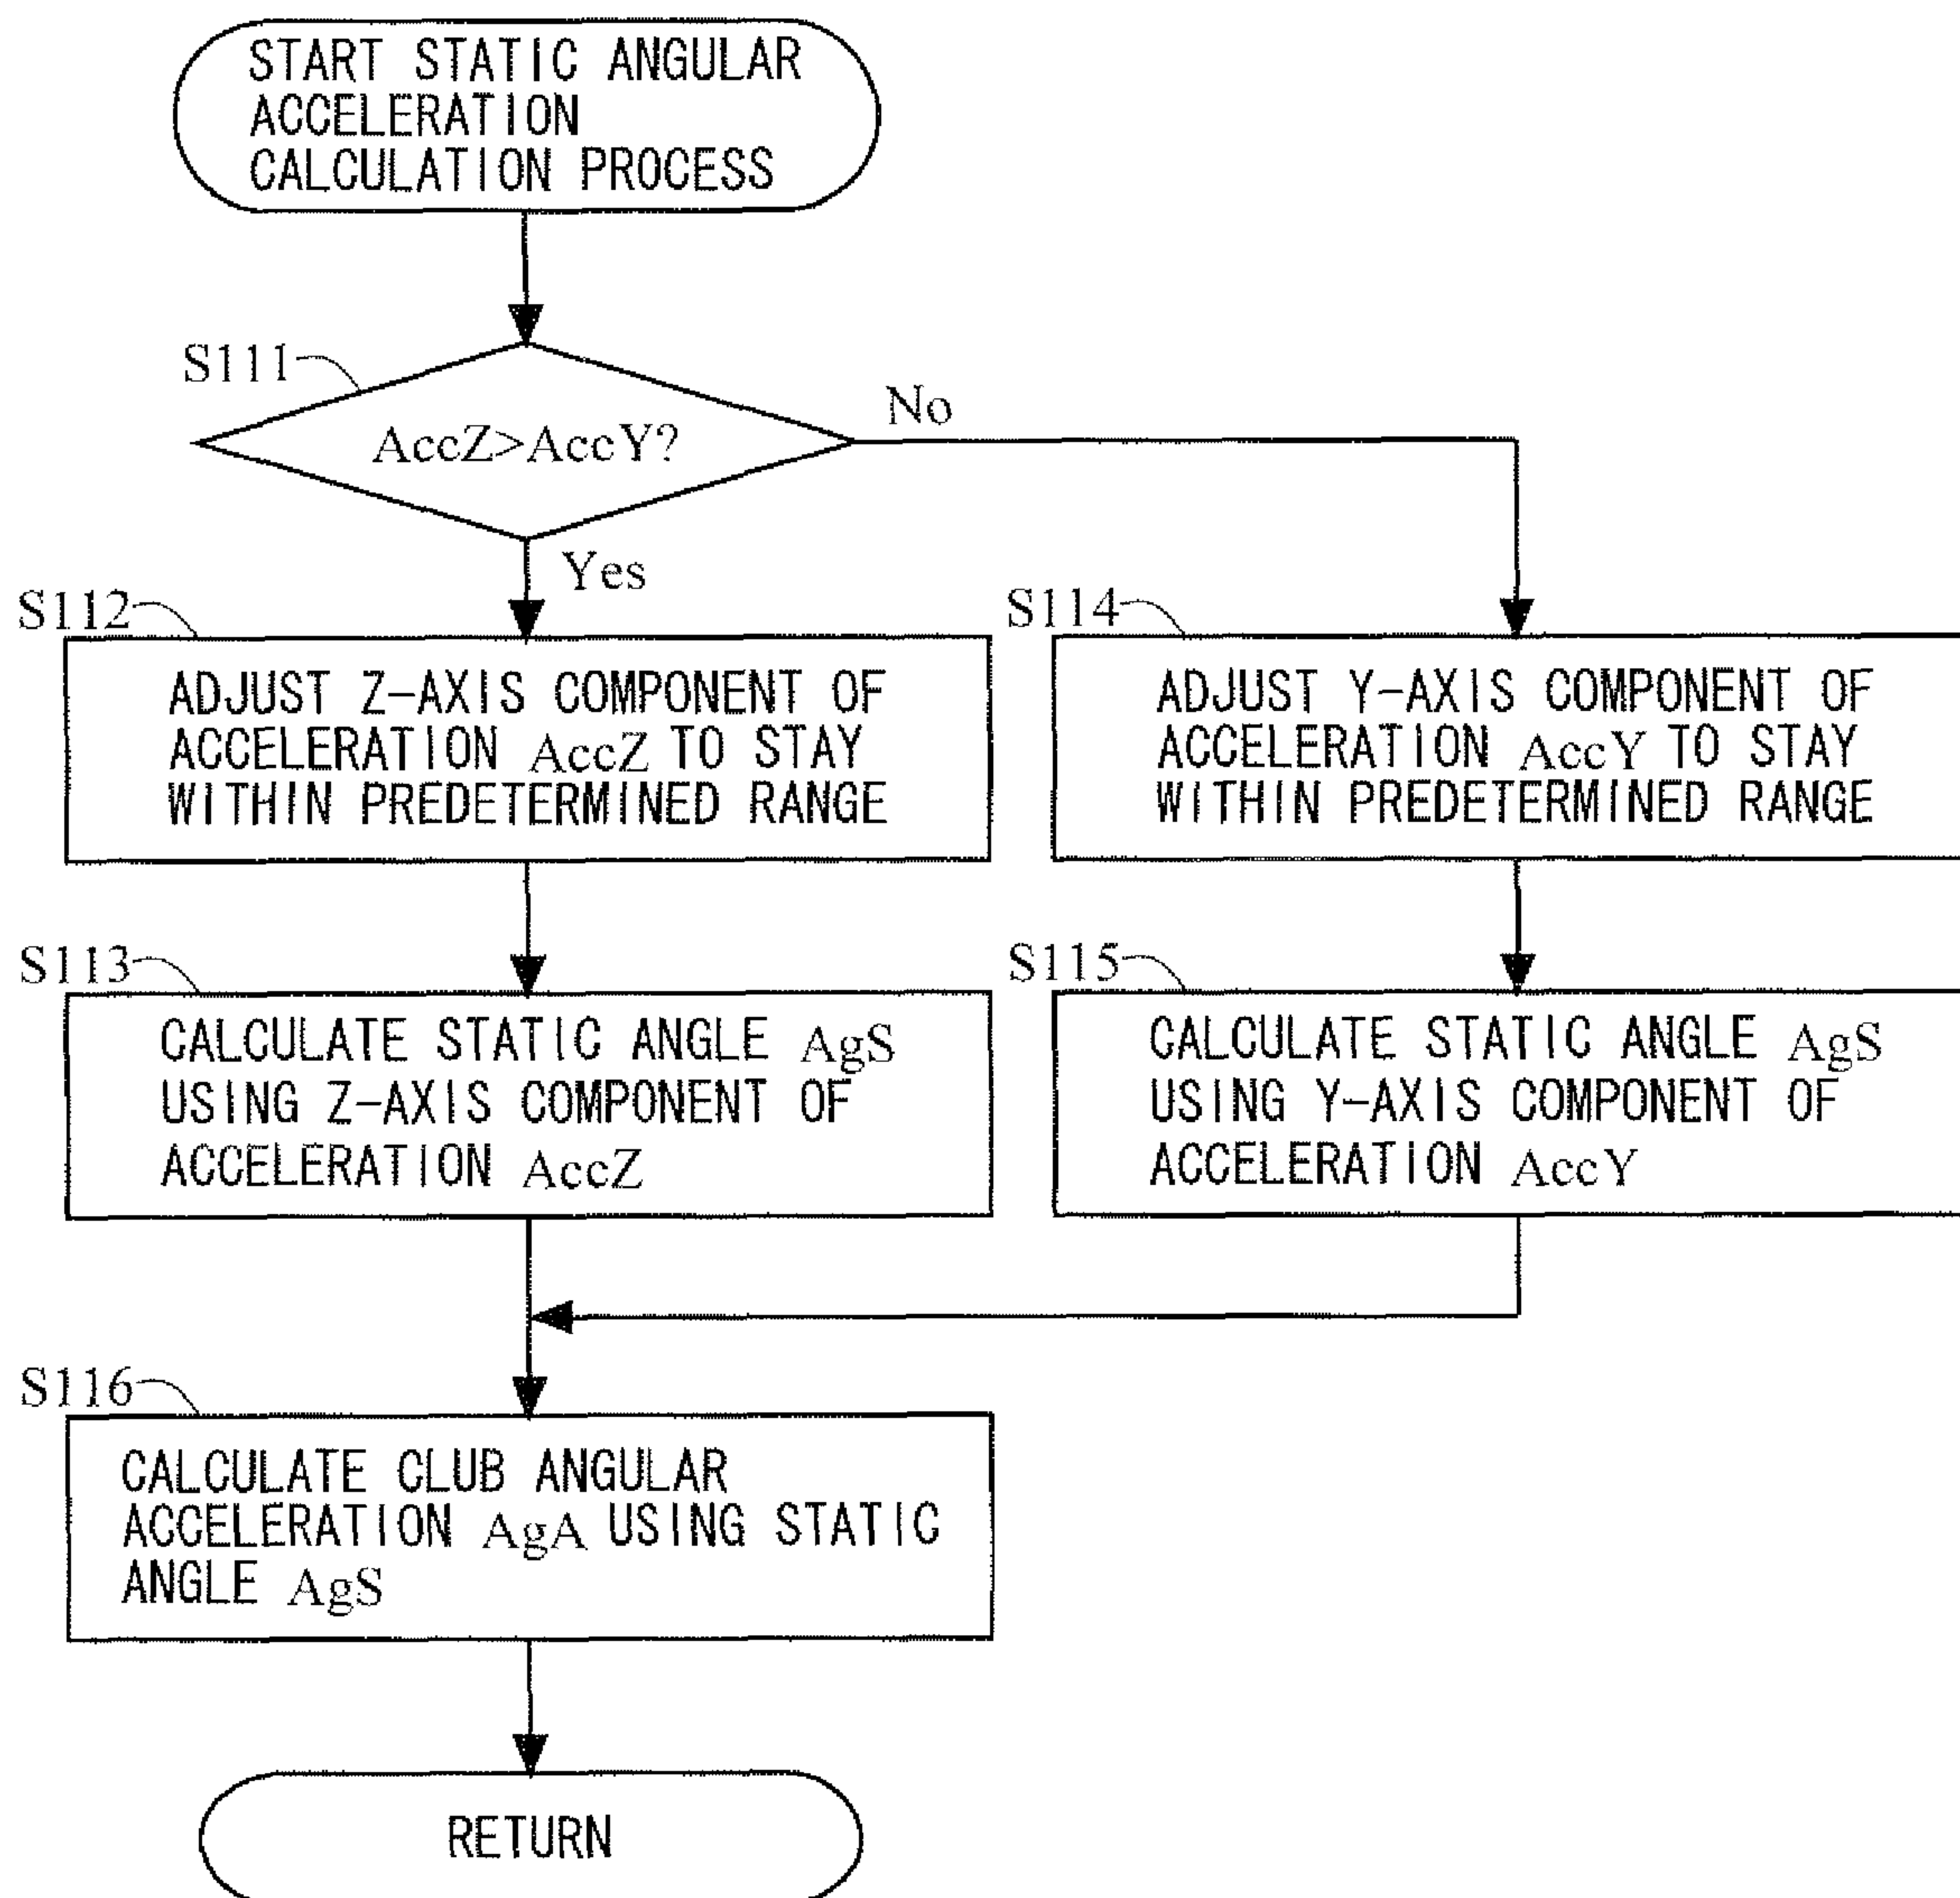 START STATIC ANGULAR
ACCELERATION
CALCULATION PROCESS
S111
AccZ>AccY?
No
Yes
S112
ADJUST Z-AXIS COMPONENT OF
ACCELERATION AccZ TO STAY
WITHIN PREDETERMINED RANGE
S114
ADJUST Y-AXIS COMPONENT OF
ACCELERATION AccY TO STAY
WITHIN PREDETERMINED RANGE
S113
CALCULATE STATIC ANGLE AgS
USING Z-AXIS COMPONENT OF
ACCELERATION AccZ
S115
CALCULATE STATIC ANGLE AgS
USING Y-AXIS COMPONENT OF
ACCELERATION AccY
S116
CALCULATE CLUB ANGULAR
ACCELERATION AgA USING STATIC
ANGLE AgS
RETURN